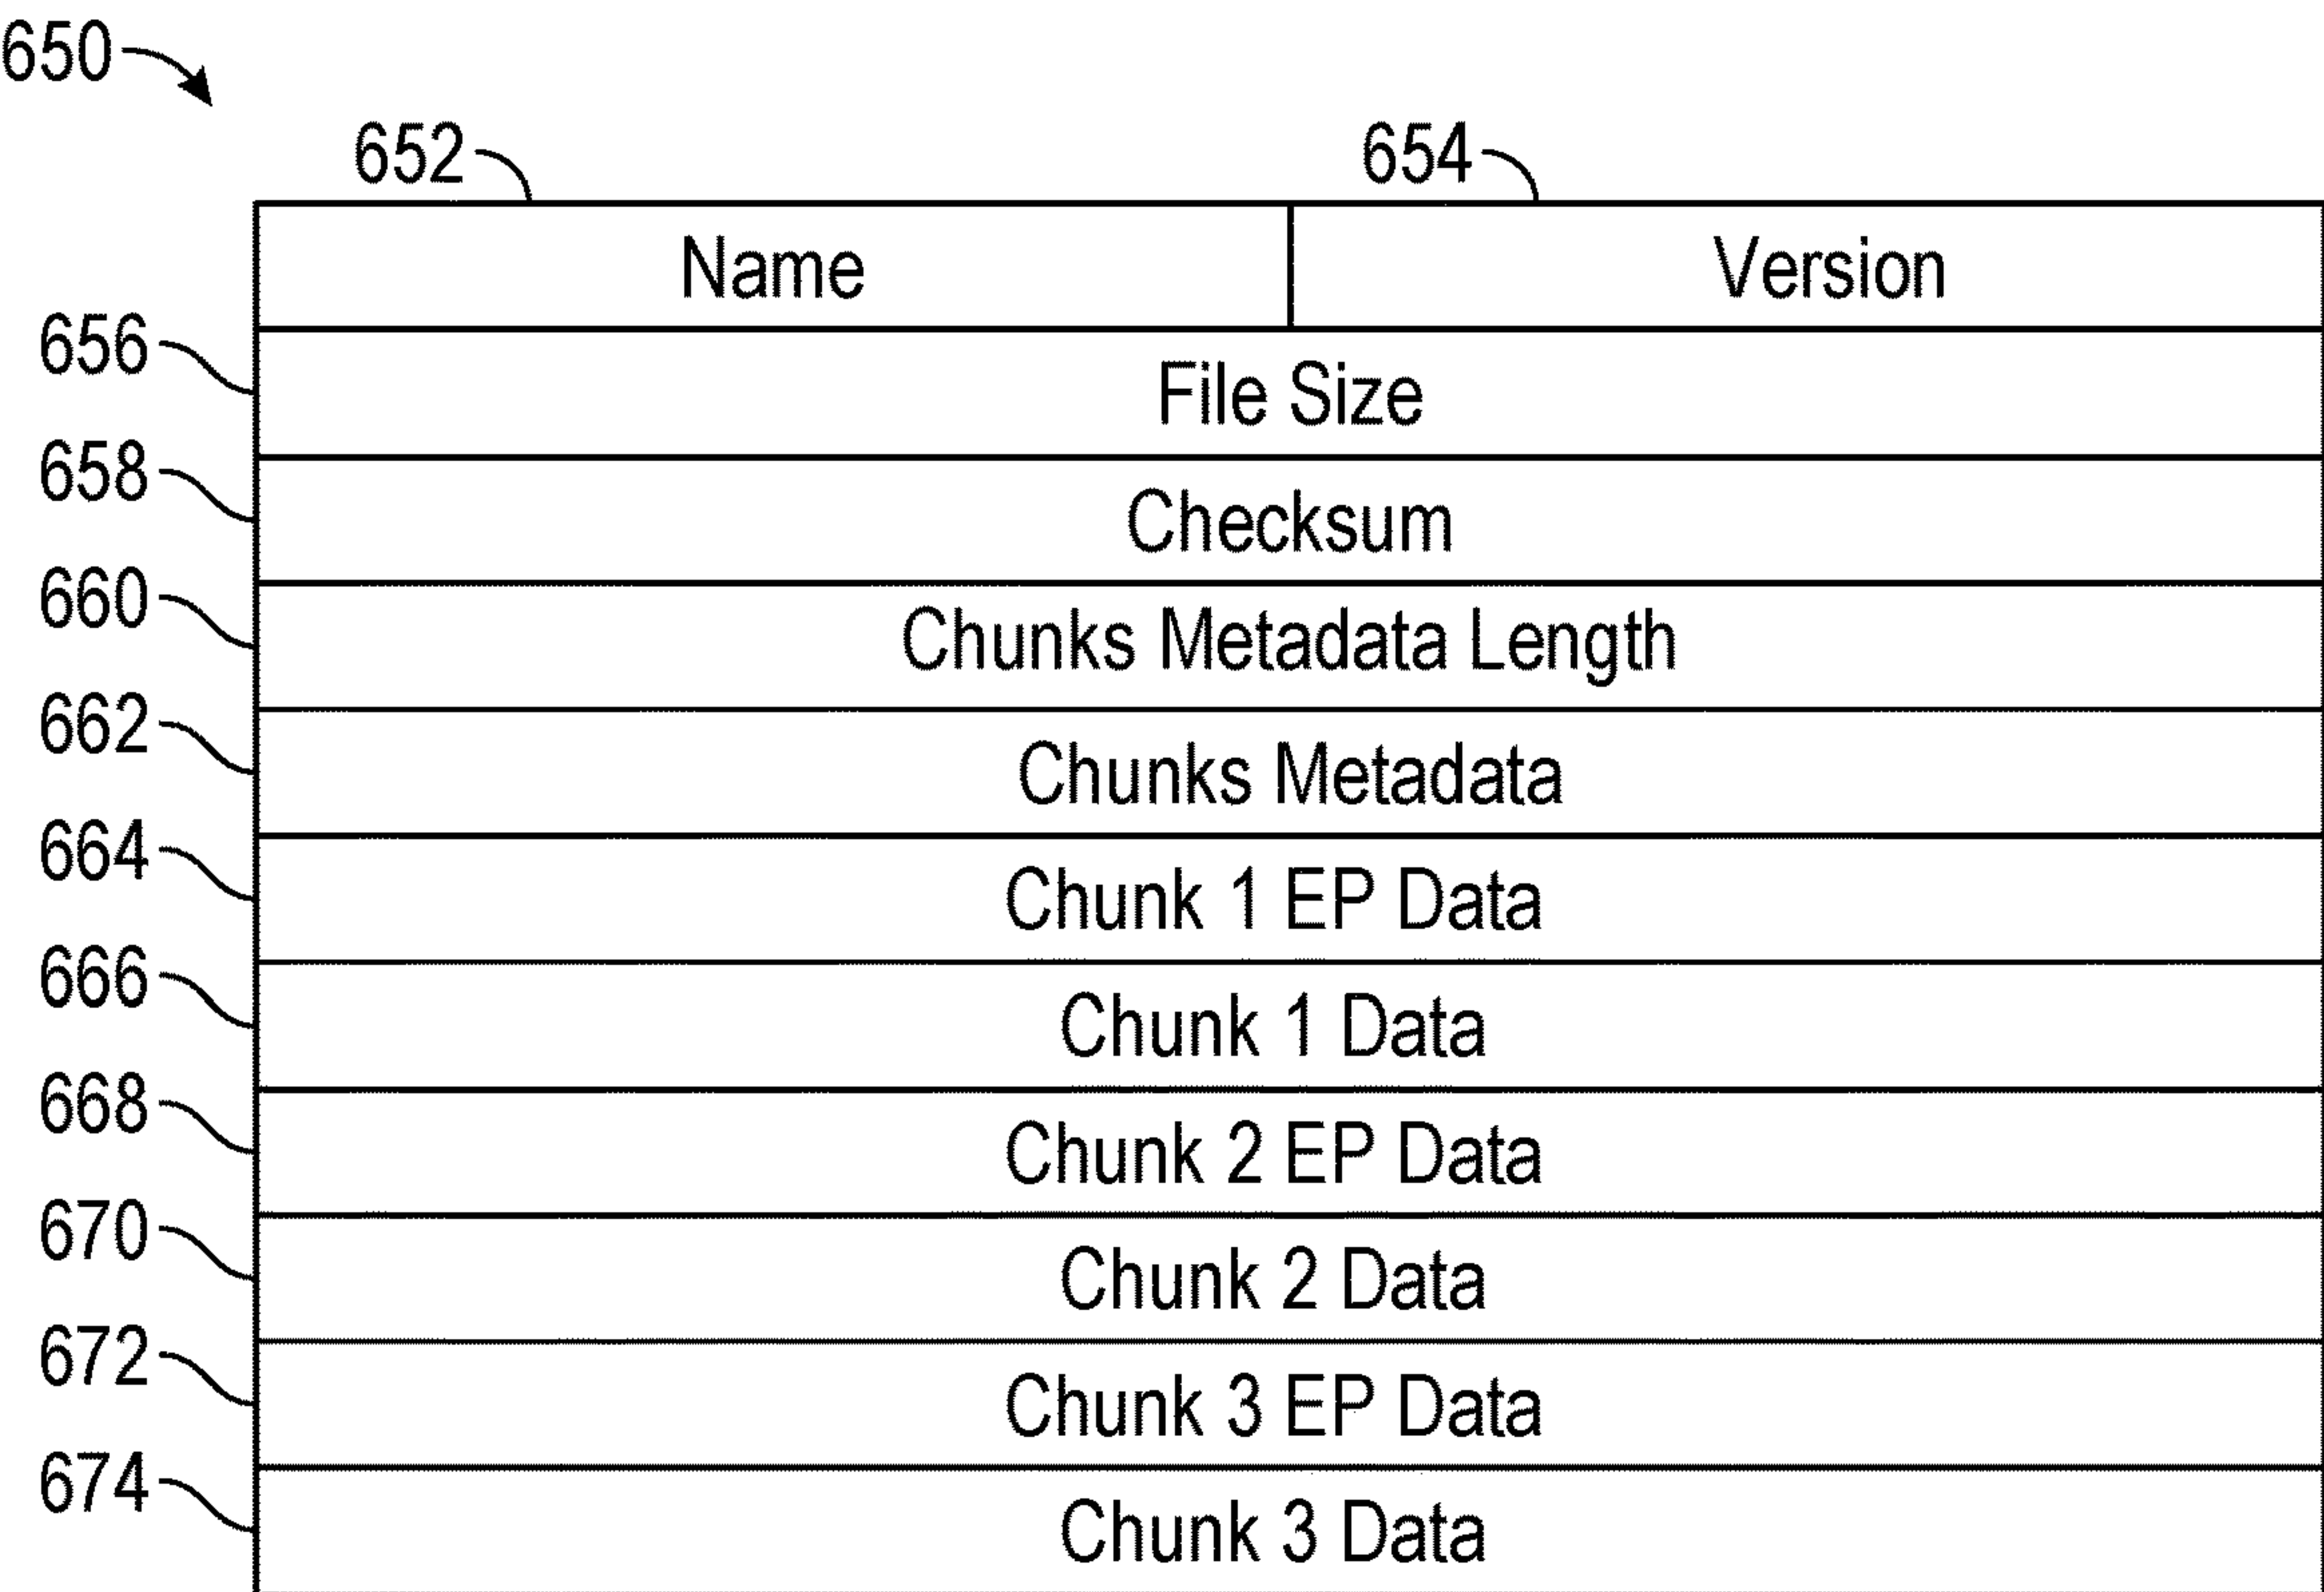 650
652 654
Name Version
656 File Size
658 Checksum
660 Chunks Metadata Length
662 Chunks Metadata
664 Chunk 1 EP Data
666 Chunk 1 Data
668 Chunk 2 EP Data
670 Chunk 2 Data
672 Chunk 3 EP Data
674 Chunk 3 Data